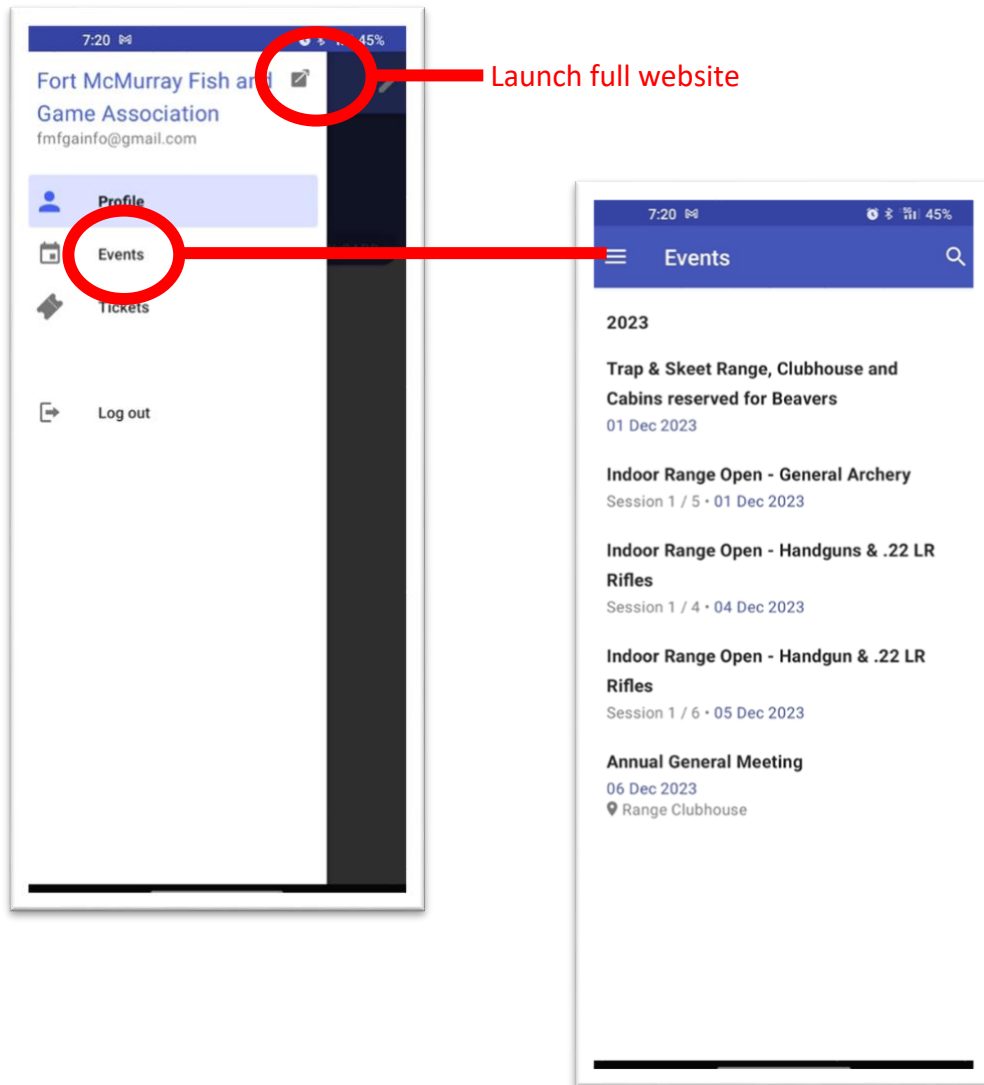 7:20
45%
Fort McMurray Fish and
Game Association
fmfgainfo@gmail.com
Launch full website
Profile
Events
Tickets
Log out
7:20
5G
45%
Events
2023
Trap & Skeet Range, Clubhouse and
Cabins reserved for Beavers
01 Dec 2023
Indoor Range Open - General Archery
Session 1 / 5 • 01 Dec 2023
Indoor Range Open - Handguns & .22 LR
Rifles
Session 1 / 4 • 04 Dec 2023
Indoor Range Open - Handgun & .22 LR
Rifles
Session 1 / 6 • 05 Dec 2023
Annual General Meeting
06 Dec 2023
Range Clubhouse